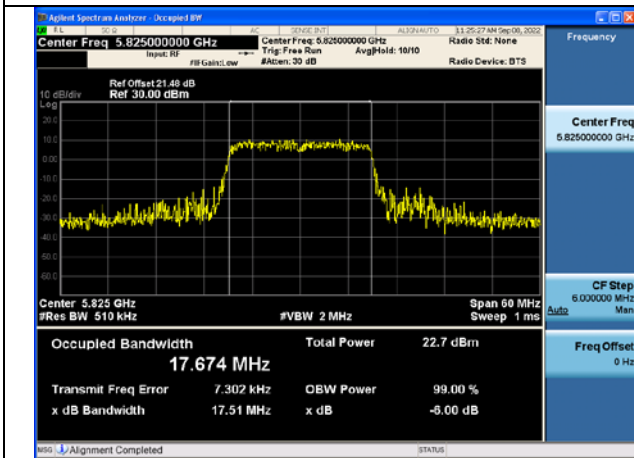 Agilent Spectrum Analyzer - Occupied BW
RL 50 Ω AC SENSE:INT ALIGNAUTO 11:25:27 AM Sep 08, 2022
Center Freq 5.825000000 GHz Center Freq: 5.825000000 GHz Radio Std: None Frequency
Input: RF Trig: Free Run Avg|Hold: 10/10
#IFGain:Low #Atten: 30 dB Radio Device: BTS
Ref Offset 21.48 dB
10 dB/div Ref 30.00 dBm
Log
20.0
10.0
0.00
-10.0
-20.0
-30.0
-40.0
-50.0
-60.0
Center Freq
5.825000000 GHz
Center 5.825 GHz Span 60 MHz
#Res BW 510 kHz #VBW 2 MHz Sweep 1 ms
CF Step
6.000000 MHz
Auto Man
Occupied Bandwidth Total Power 22.7 dBm
17.674 MHz
Transmit Freq Error 7.302 kHz OBW Power 99.00 %
x dB Bandwidth 17.51 MHz x dB -6.00 dB
Freq Offset
0 Hz
MSG Alignment Completed STATUS